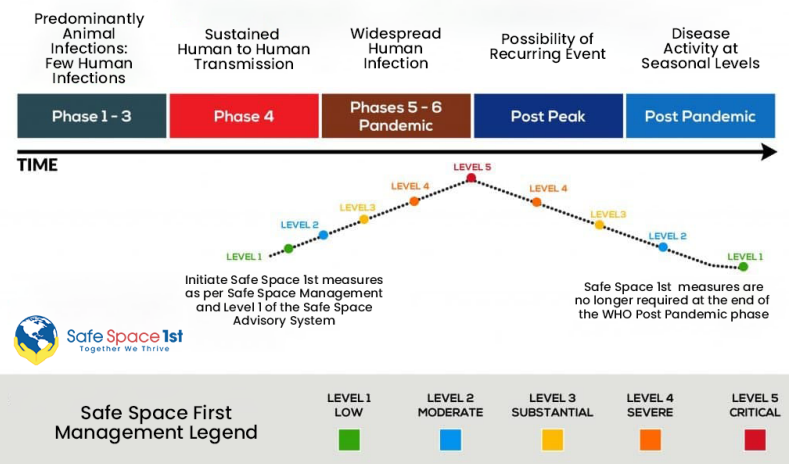 Predominantly
Animal
Infections:
Few Human
Infections
Sustained
Human to Human
Transmission
Widespread
Human
Infection
Possibility of
Recurring Event
Disease
Activity at
Seasonal Levels
Phase 1 - 3
Phase 4
Phases 5 - 6
Pandemic
Post Peak
Post Pandemic
TIME
LEVEL 1
LEVEL 2
LEVEL3
LEVEL 4
LEVEL 5
LEVEL 4
LEVEL3
LEVEL 2
LEVEL 1
Initiate Safe Space 1st measures
as per Safe Space Management
and Level 1 of the Safe Space
Advisory System
Safe Space 1st measures are
no longer required at the end of
the WHO Post Pandemic phase
Safe Space 1st
Together We Thrive
Safe Space First
Management Legend
LEVEL 1
LOW
LEVEL 2
MODERATE
LEVEL 3
SUBSTANTIAL
LEVEL 4
SEVERE
LEVEL 5
CRITICAL